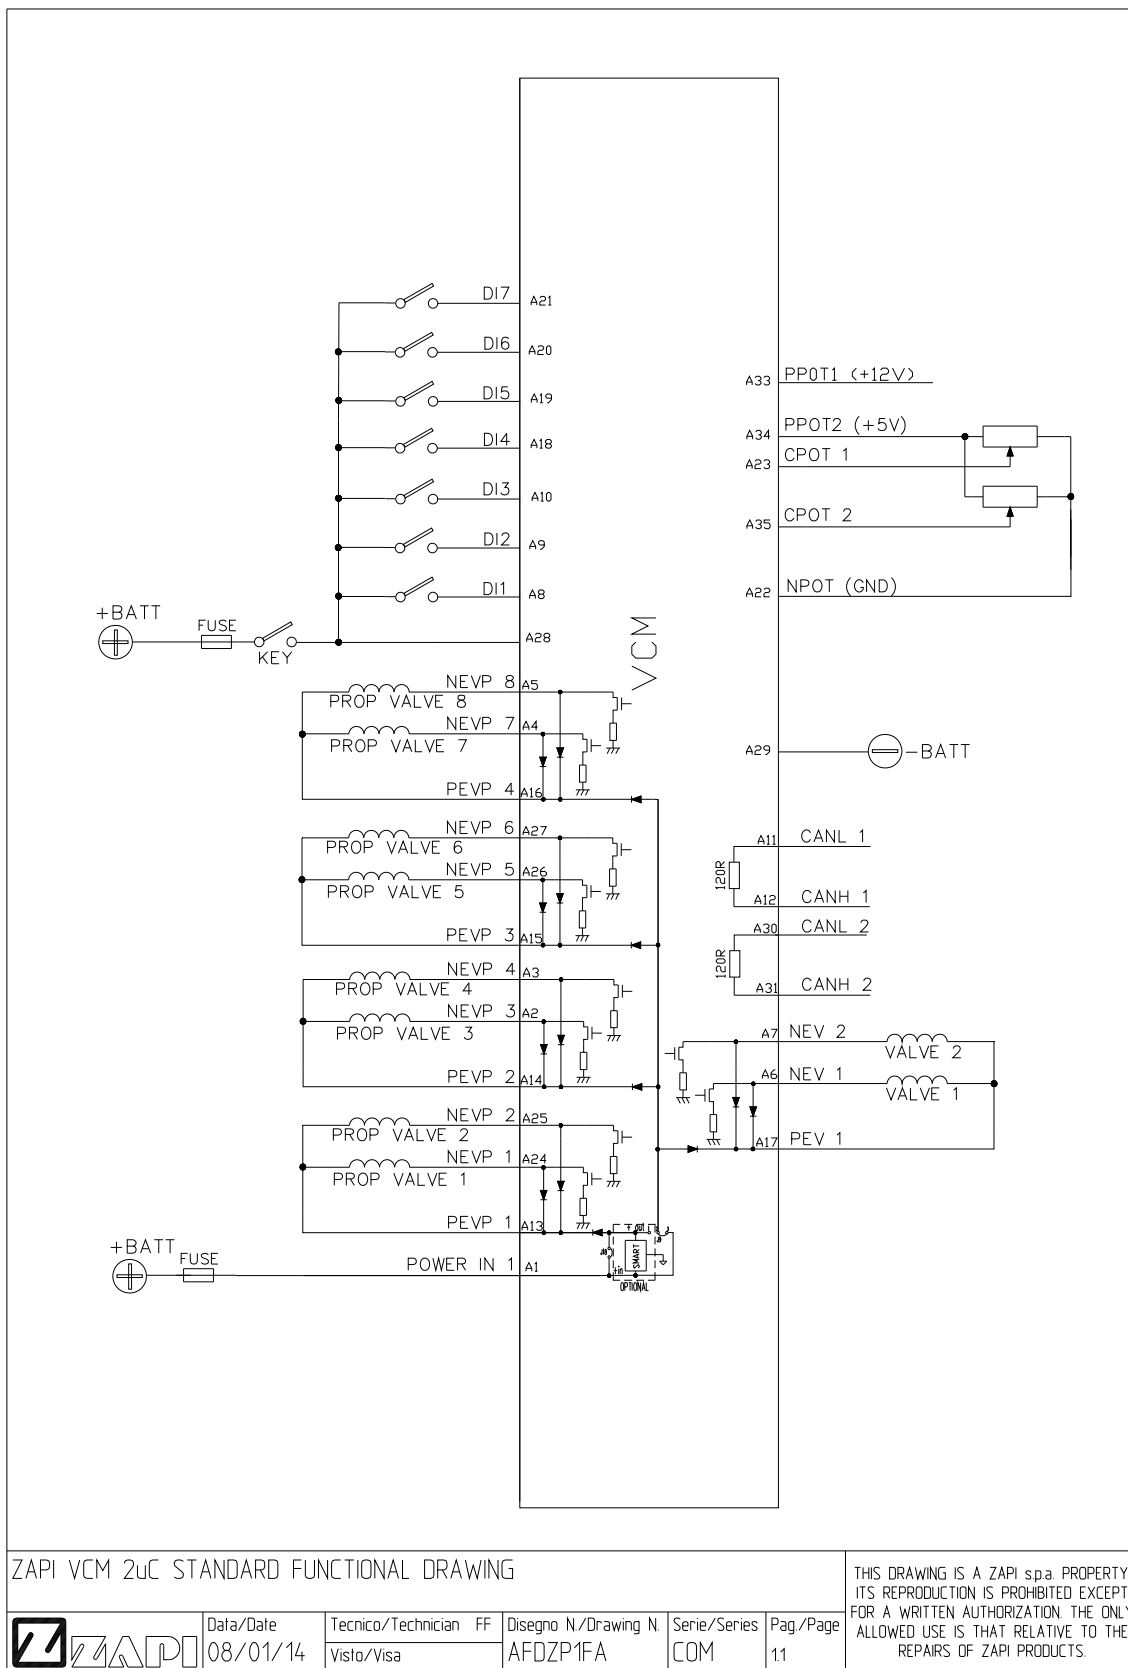 DI7 A21
DI6 A20
DI5 A19
DI4 A18
DI3 A10
DI2 A9
DI1 A8
+BATT
FUSE
KEY
A28
VCM
A33 PPOT1 (+12V)
A34 PPOT2 (+5V)
A23 CPOT 1
A35 CPOT 2
A22 NPOT (GND)
NEVP 8 A5
PROP VALVE 8
NEVP 7 A4
PROP VALVE 7
PEVP 4 A16
A29 -BATT
NEVP 6 A27
PROP VALVE 6
NEVP 5 A26
PROP VALVE 5
PEVP 3 A15
A11 CANL 1
120R
A12 CANH 1
A30 CANL 2
120R
A31 CANH 2
NEVP 4 A3
PROP VALVE 4
NEVP 3 A2
PROP VALVE 3
PEVP 2 A14
A7 NEV 2
VALVE 2
A6 NEV 1
VALVE 1
A17 PEV 1
NEVP 2 A25
PROP VALVE 2
NEVP 1 A24
PROP VALVE 1
PEVP 1 A13
+BATT
FUSE
POWER IN 1 A1
+ out
J9
SMART
+in
OPTIONAL
ZAPI VCM 2uC STANDARD FUNCTIONAL DRAWING
ZAPI
Data/Date
08/01/14
Tecnico/Technician FF
Visto/Visa
Disegno N./Drawing N.
AFDZP1FA
Serie/Series
COM
Pag./Page
1.1
THIS DRAWING IS A ZAPI s.p.a. PROPERTY
ITS REPRODUCTION IS PROHIBITED EXCEPT
FOR A WRITTEN AUTHORIZATION. THE ONLY
ALLOWED USE IS THAT RELATIVE TO THE
REPAIRS OF ZAPI PRODUCTS.